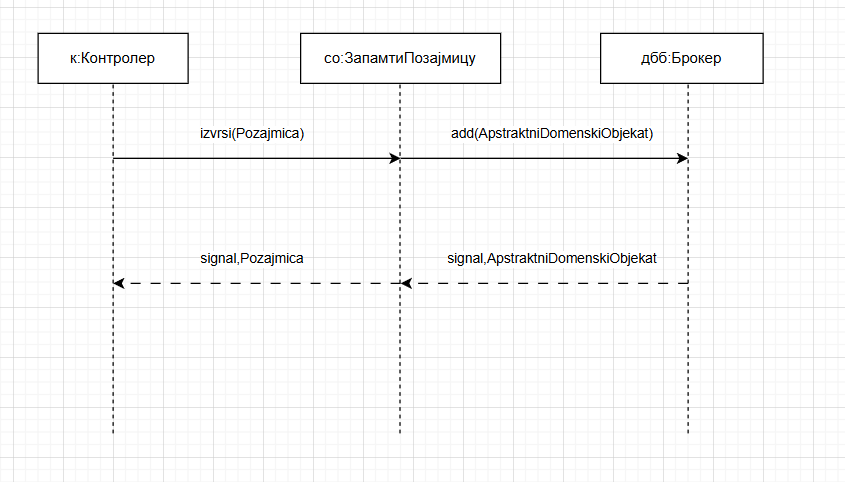 к:Контролер
со:ЗапамтиПозајмицу
дбб:Брокер
izvrsi(Pozajmica)
add(ApstraktniDomenskiObjekat)
signal,Pozajmica
signal,ApstraktniDomenskiObjekat